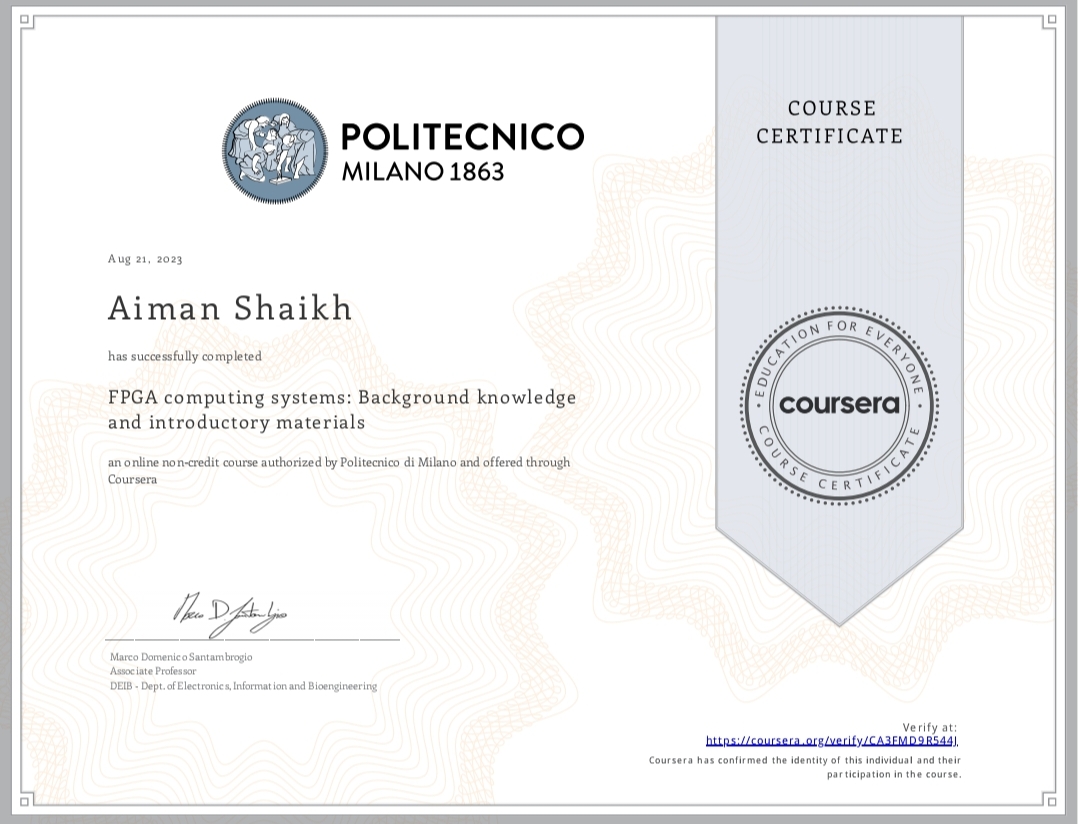 POLITECNICO
MILANO 1863
COURSE
CERTIFICATE
Aug 21, 2023
Aiman Shaikh
has successfully completed
FPGA computing systems: Background knowledge
and introductory materials
an online non-credit course authorized by Politecnico di Milano and offered through
Coursera
EDUCATION FOR EVERYONE
coursera
COURSE CERTIFICATE
Marco Domenico Santambrogio
Associate Professor
DEIB - Dept. of Electronics, Information and Bioengineering
Verify at:
https://coursera.org/verify/CA3FMD9R544J
Coursera has confirmed the identity of this individual and their
participation in the course.